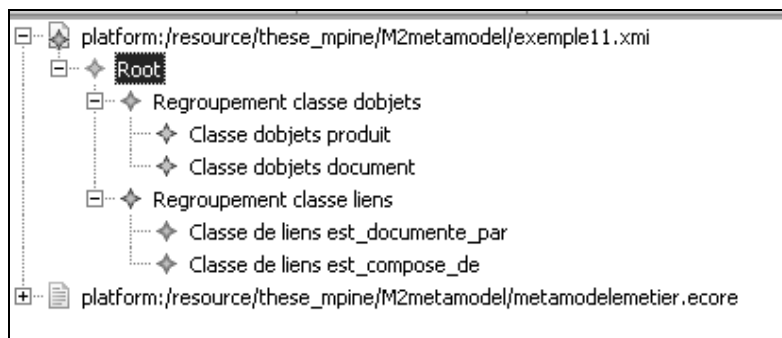 platform:/resource/these_mpine/M2metamodel/exemple11.xmi
Root
Regroupement classe dobjets
Classe dobjets produit
Classe dobjets document
Regroupement classe liens
Classe de liens est_documente_par
Classe de liens est_compose_de
platform:/resource/these_mpine/M2metamodel/metamodelemetier.ecore